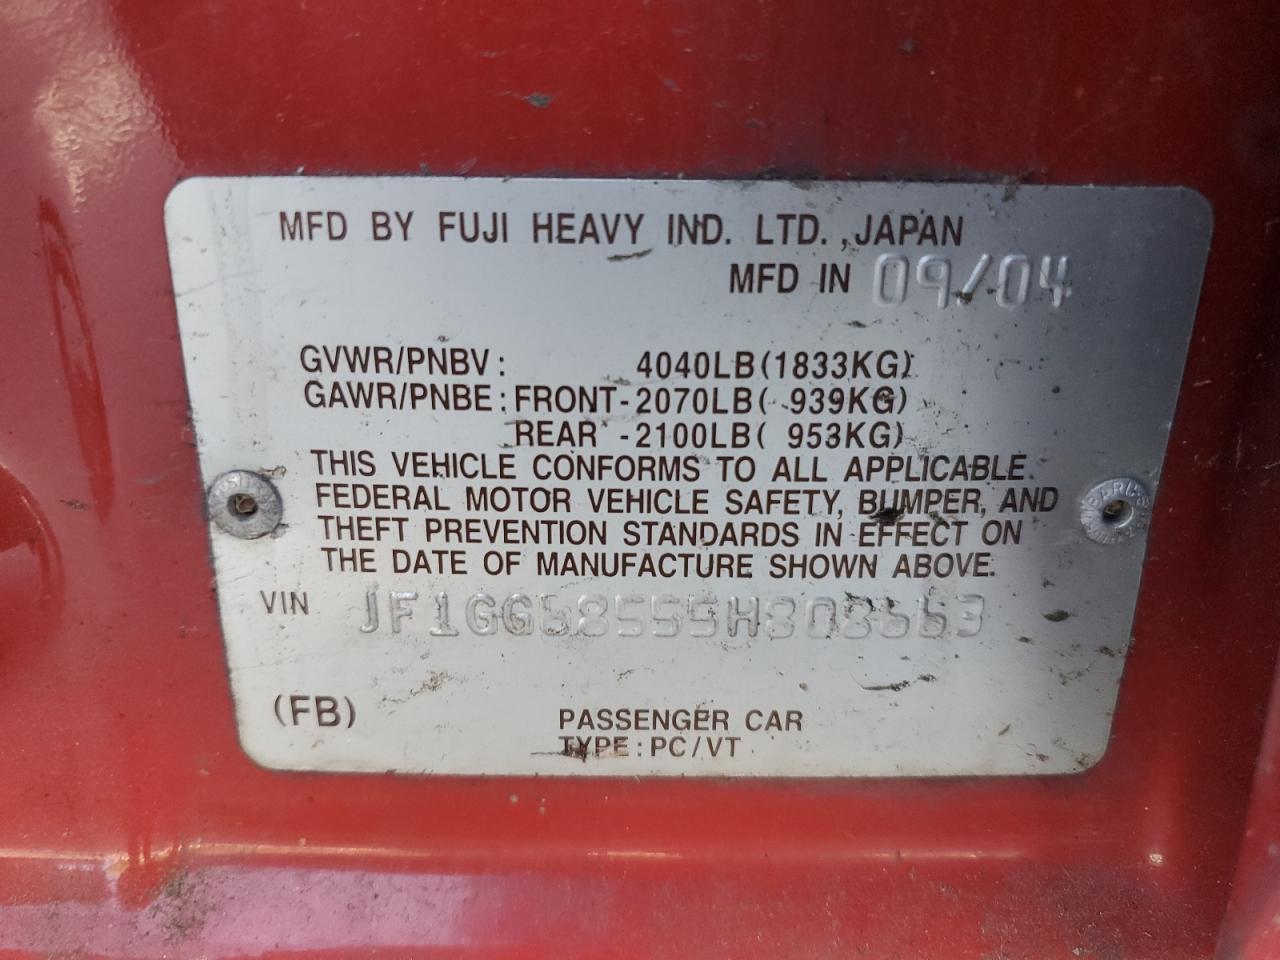 MFD BY FUJI HEAVY IND. LTD. ,JAPAN
MFD IN 09/04
GVWR/PNBV: 4040LB(1833KG)
GAWR/PNBE: FRONT-2070LB( 939KG)
REAR -2100LB( 953KG)
THIS VEHICLE CONFORMS TO ALL APPLICABLE
FEDERAL MOTOR VEHICLE SAFETY, BUMPER, AND
THEFT PREVENTION STANDARDS IN EFFECT ON
THE DATE OF MANUFACTURE SHOWN ABOVE.
VIN JF1GG68555H808663
(FB) PASSENGER CAR
TYPE: PC/VT